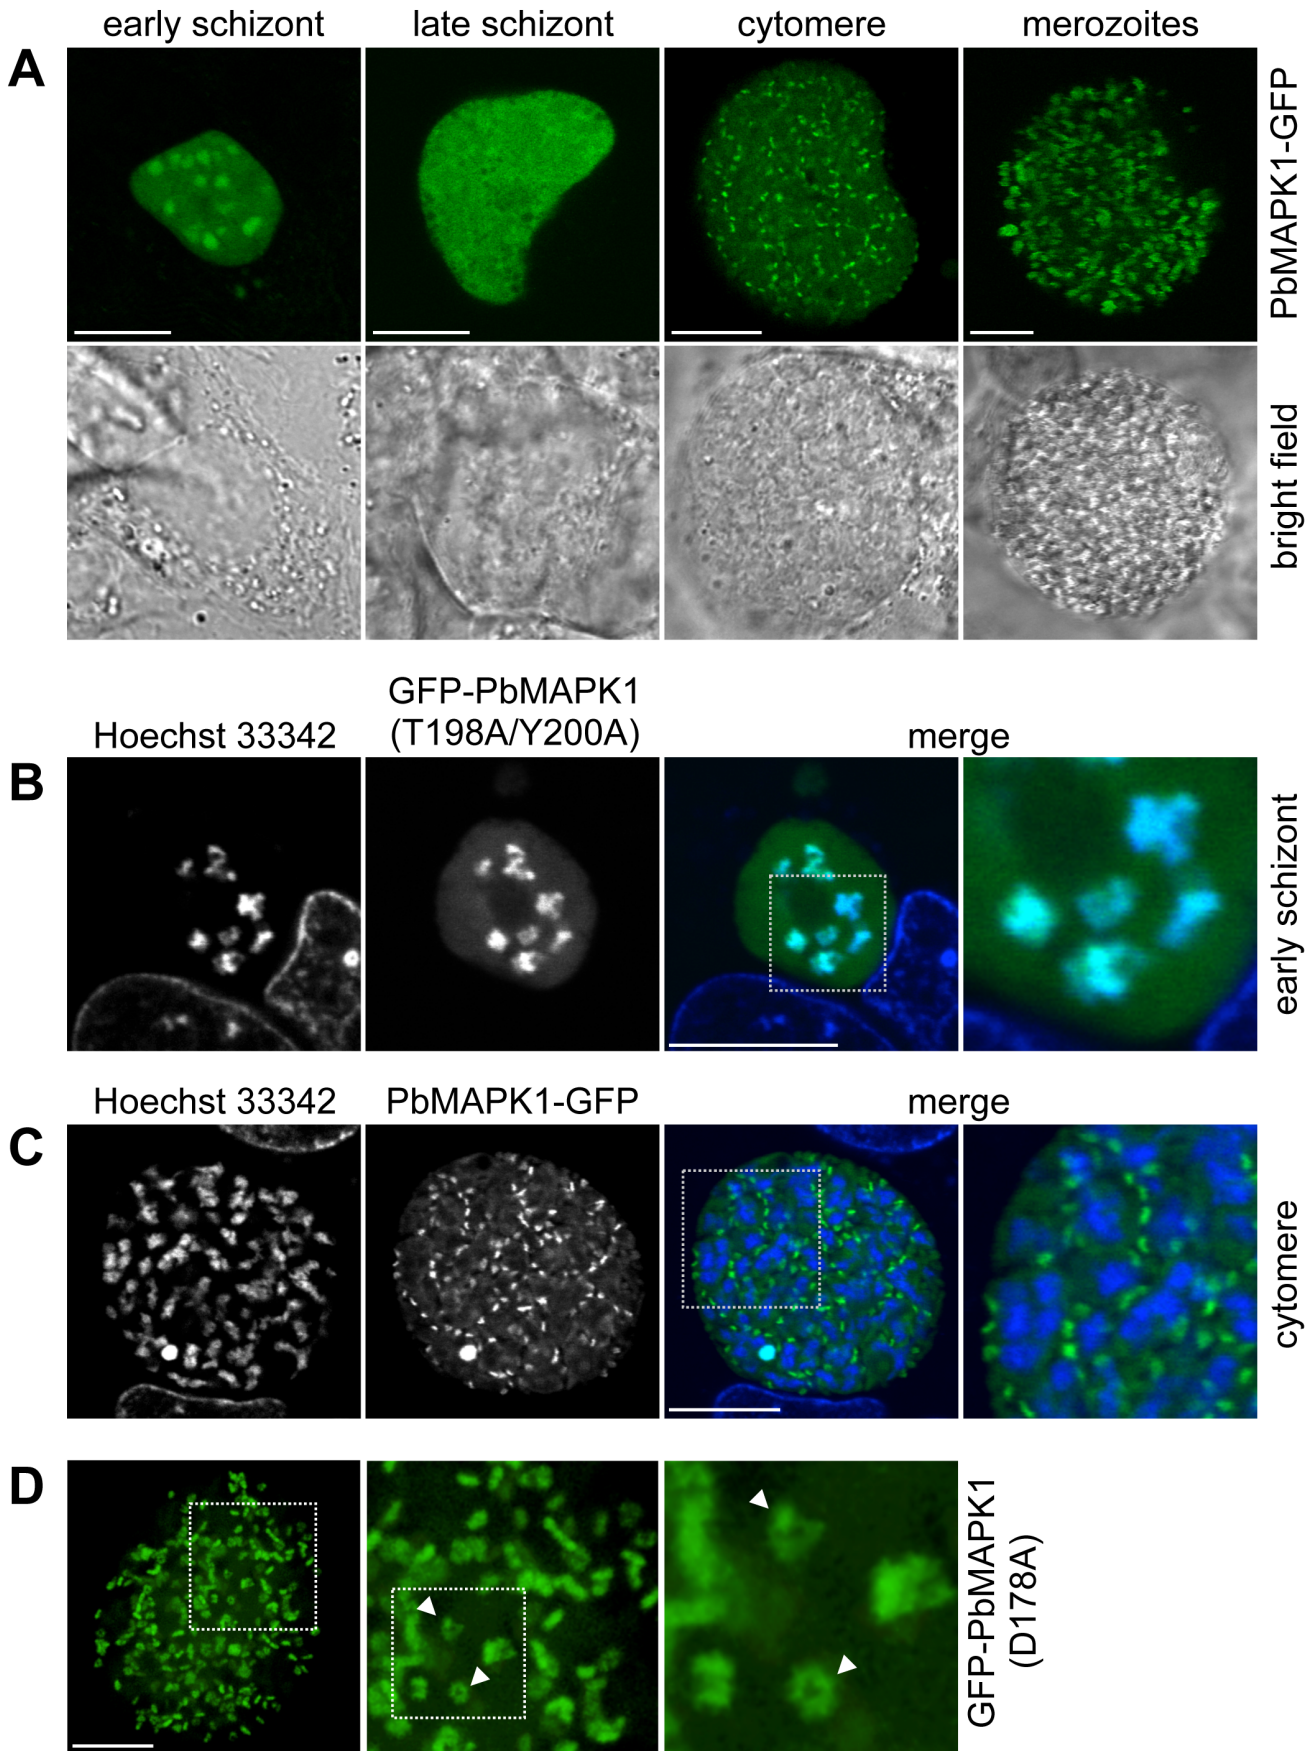 early schizont
late schizont
cytomere
merozoites
A
PbMAPK1-GFP
bright field
GFP-PbMAPK1
Hoechst 33342
(T198A/Y200A)
merge
B
early schizont
Hoechst 33342
PbMAPK1-GFP
merge
C
cytomere
D
GFP-PbMAPK1
(D178A)